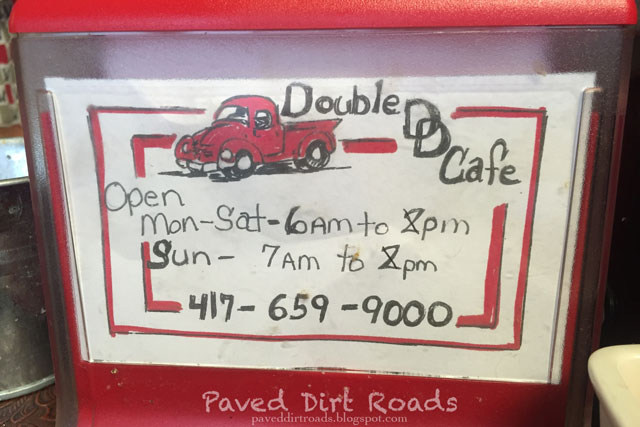 Double DD Cafe
Open
Mon-Sat-6AM to 8pm
Sun- 7AM to 8pm
417-659-9000
Paved Dirt Roads
paveddirtroads.blogspot.com